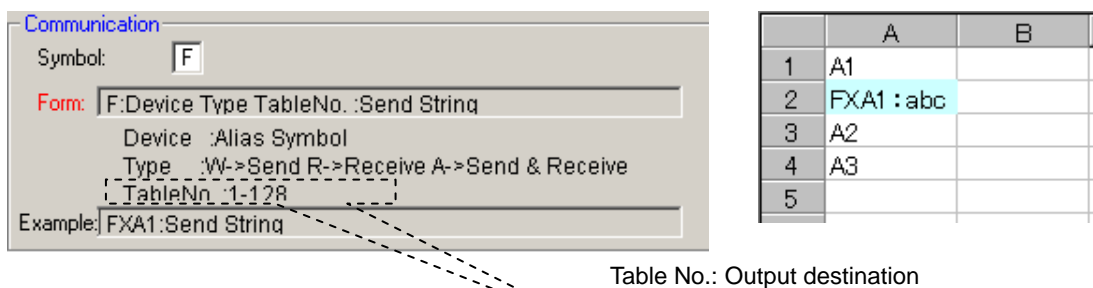 Communication
Symbol: F
Form: F:Device Type TableNo. :Send String
Device :Alias Symbol
Type :W->Send R->Receive A->Send & Receive
TableNo. :1-128
Example: FXA1:Send String
A B
1 A1
2 FXA1:abc
3 A2
4 A3
5
Table No.: Output destination